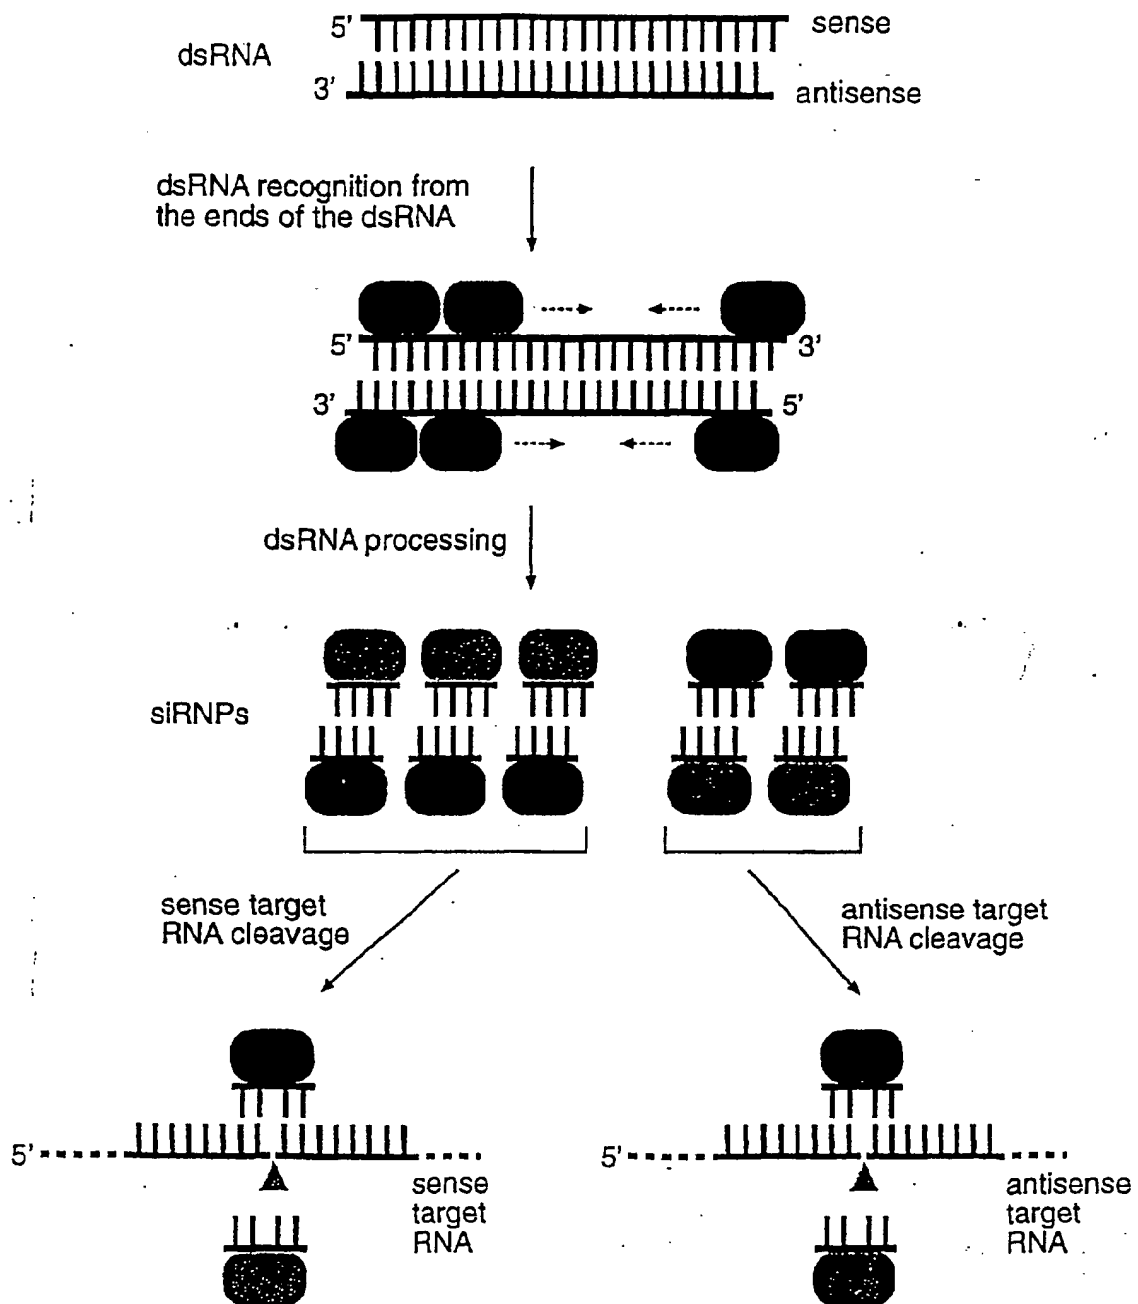 5' sense
dsRNA
3' antisense
dsRNA recognition from
the ends of the dsRNA
5' 3'
3' 5'
dsRNA processing
siRNPs
sense target
RNA cleavage
antisense target
RNA cleavage
5'
sense
target
RNA
5'
antisense
target
RNA